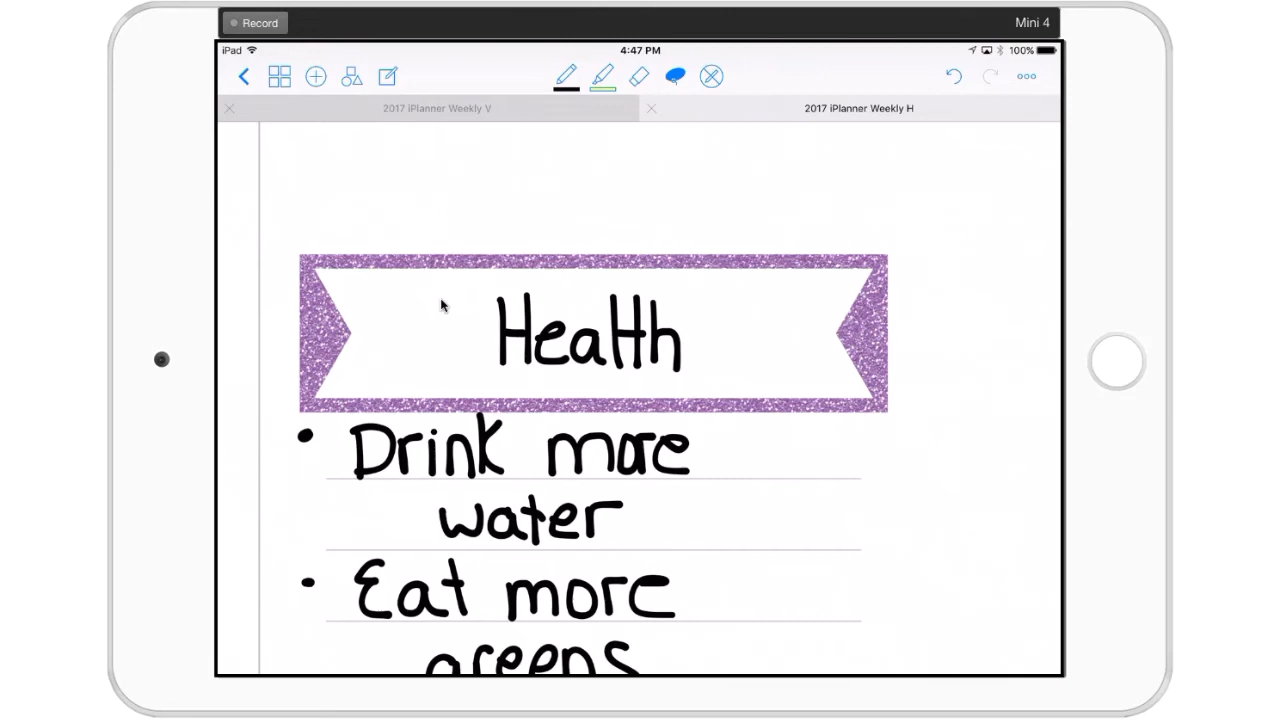 Record
Mini 4
iPad
4:47 PM
100%
2017 iPlanner Weekly V
2017 iPlanner Weekly H
Health
• Drink more
water
• Eat more
greens